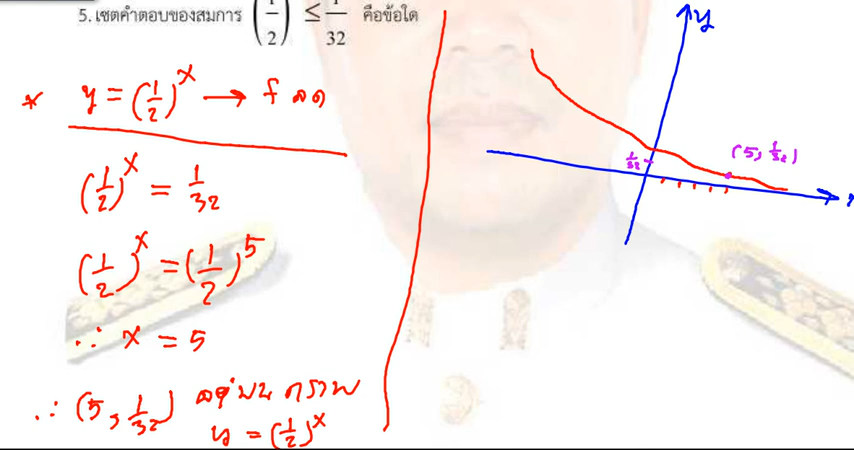 5. เซตคำตอบของสมการ (1/2) ≤ 1/32 คือข้อใด
* y = (1/2)^x → f ลด
(1/2)^x = 1/32
(1/2)^x = (1/2)^5
∴ x = 5
∴ (5, 1/32) อยู่บน กราฟ
y = (1/2)^x
y
1/32
(5, 1/32)